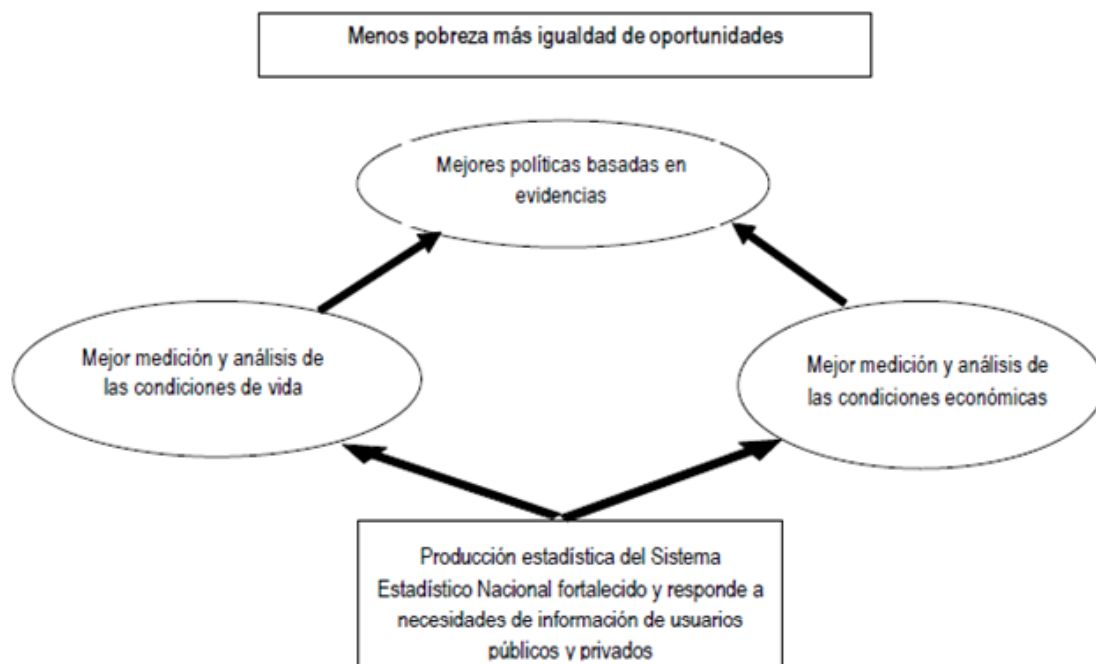 Menos pobreza más igualdad de oportunidades
Mejores políticas basadas en
evidencias
Mejor medición y análisis de
las condiciones de vida
Mejor medición y análisis de
las condiciones económicas
Producción estadística del Sistema
Estadístico Nacional fortalecido y responde a
necesidades de información de usuarios
públicos y privados